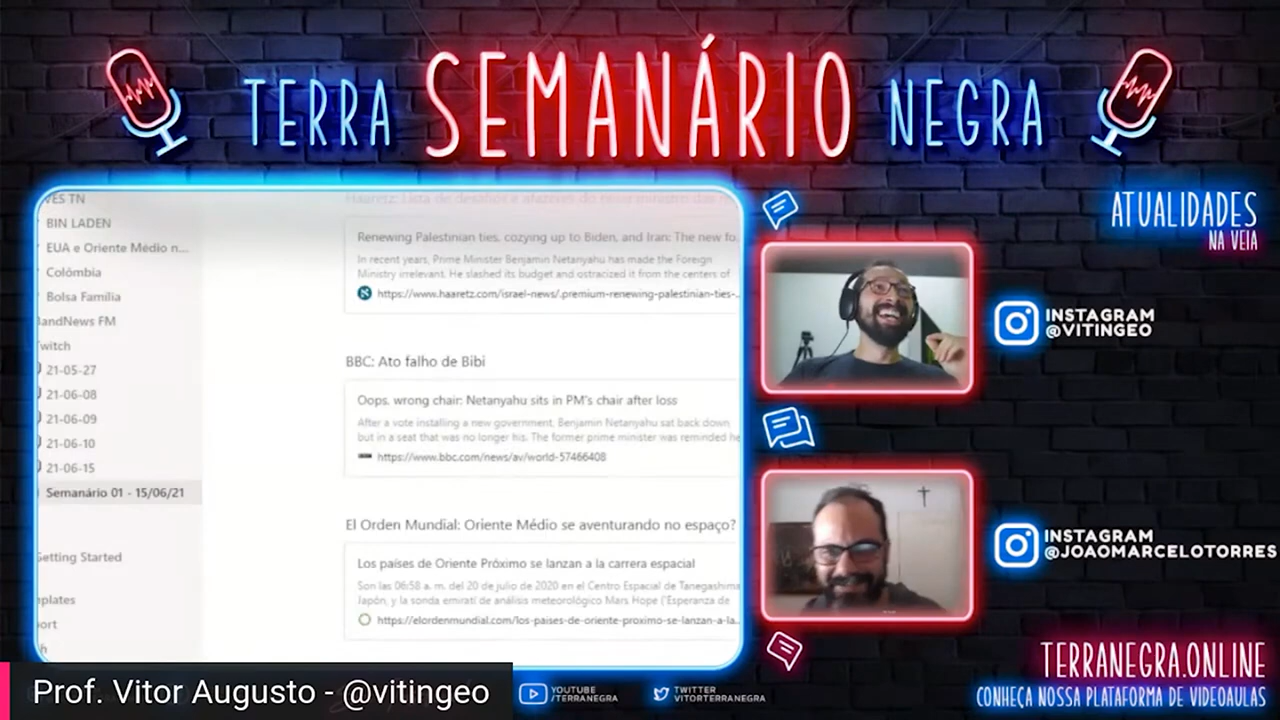 TERRA SEMANÁRIO NEGRA
VES TN
BIN LADEN
EUA e Oriente Médio n...
Colômbia
Bolsa Família
BandNews FM
Twitch
21-05-27
21-06-08
21-06-09
21-06-10
21-06-15
Semanário 01 - 15/06/21
Getting Started
Renewing Palestinian ties, cozying up to Biden, and Iran: The new fo
In recent years, Prime Minister Benjamin Netanyahu has made the Foreign
Ministry irrelevant. He slashed its budget and ostracized it from the centers of
https://www.haaretz.com/israel-news/.premium-renewing-palestinian-ties-...
BBC: Ato falho de Bibi
Oops, wrong chair: Netanyahu sits in PM's chair after loss
After a vote installing a new government, Benjamin Netanyahu sat back down
but in a seat that was no longer his. The former prime minister was reminded he
https://www.bbc.com/news/av/world-57466408
El Orden Mundial: Oriente Médio se aventurando no espaço?
Los países de Oriente Próximo se lanzan a la carrera espacial
Son las 06:58 a. m. del 20 de julio de 2020 en el Centro Espacial de Tanegashima
Japón, y la sonda emiratí de análisis meteorológico Mars Hope ('Esperanza de
https://elordenmundial.com/los-paises-de-oriente-proximo-se-lanzan-a-la...
ATUALIDADES
NA VEIA
INSTAGRAM
@VITINGEO
INSTAGRAM
@JOAOMARCELOTORRES
TERRANEGRA.ONLINE
CONHEÇA NOSSA PLATAFORMA DE VIDEOAULAS
Prof. Vitor Augusto - @vitingeo
YOUTUBE
/TERRANEGRA
TWITTER
VITORTERRANEGRA